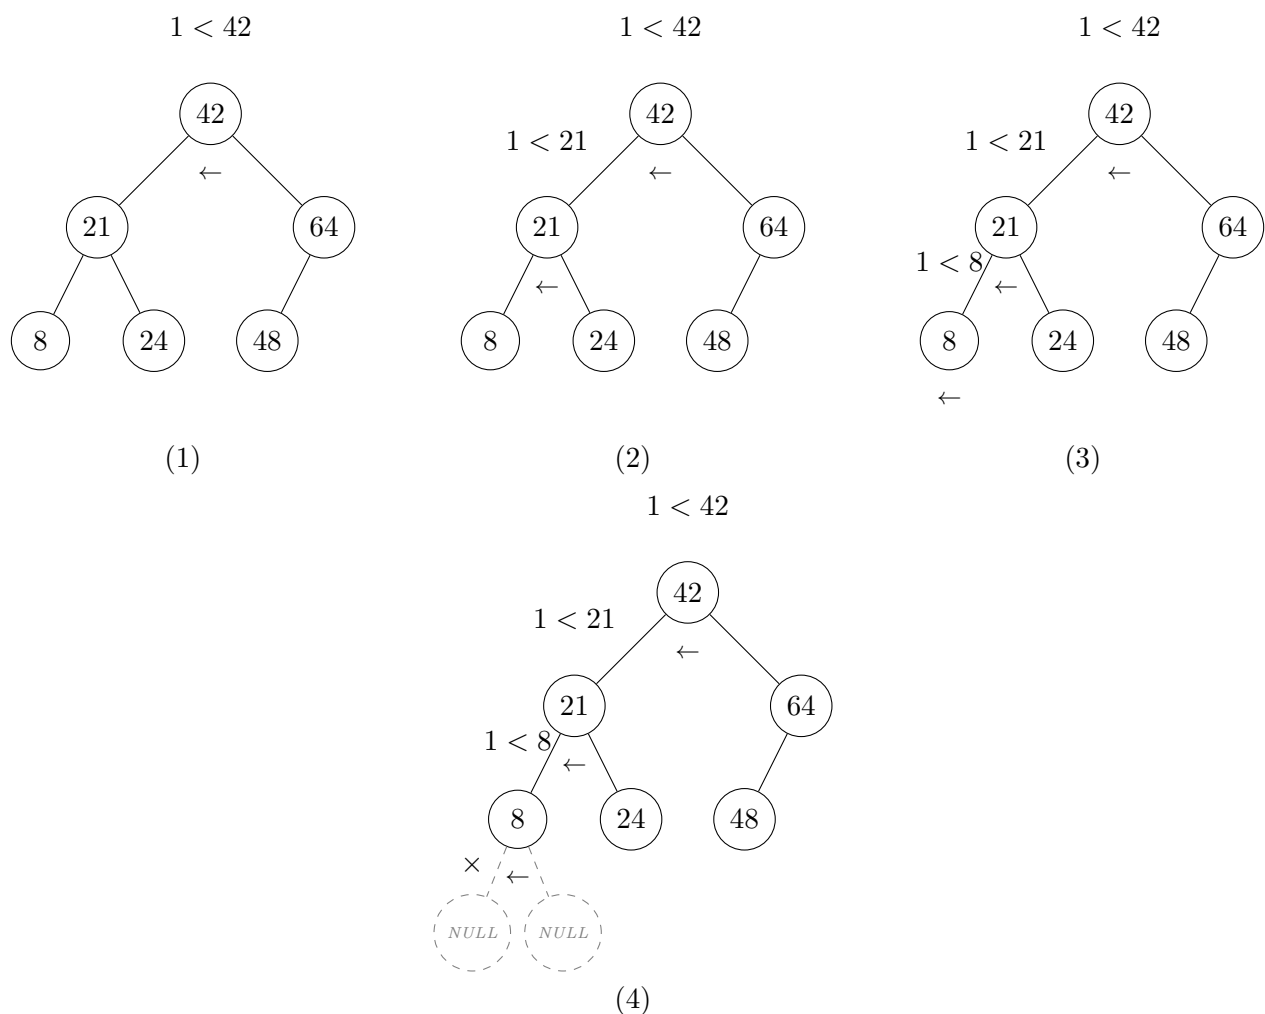 1 < 42 1 < 42 1 < 42
42 42 42
1 < 21 1 < 21
← ← ←
21 64 21 64 21 64
1 < 8
← ←
8 24 48 8 24 48 8 24 48
←
(1) (2) (3)
1 < 42
42
1 < 21
←
21 64
1 < 8
←
8 24 48
× ←
NULL NULL
(4)